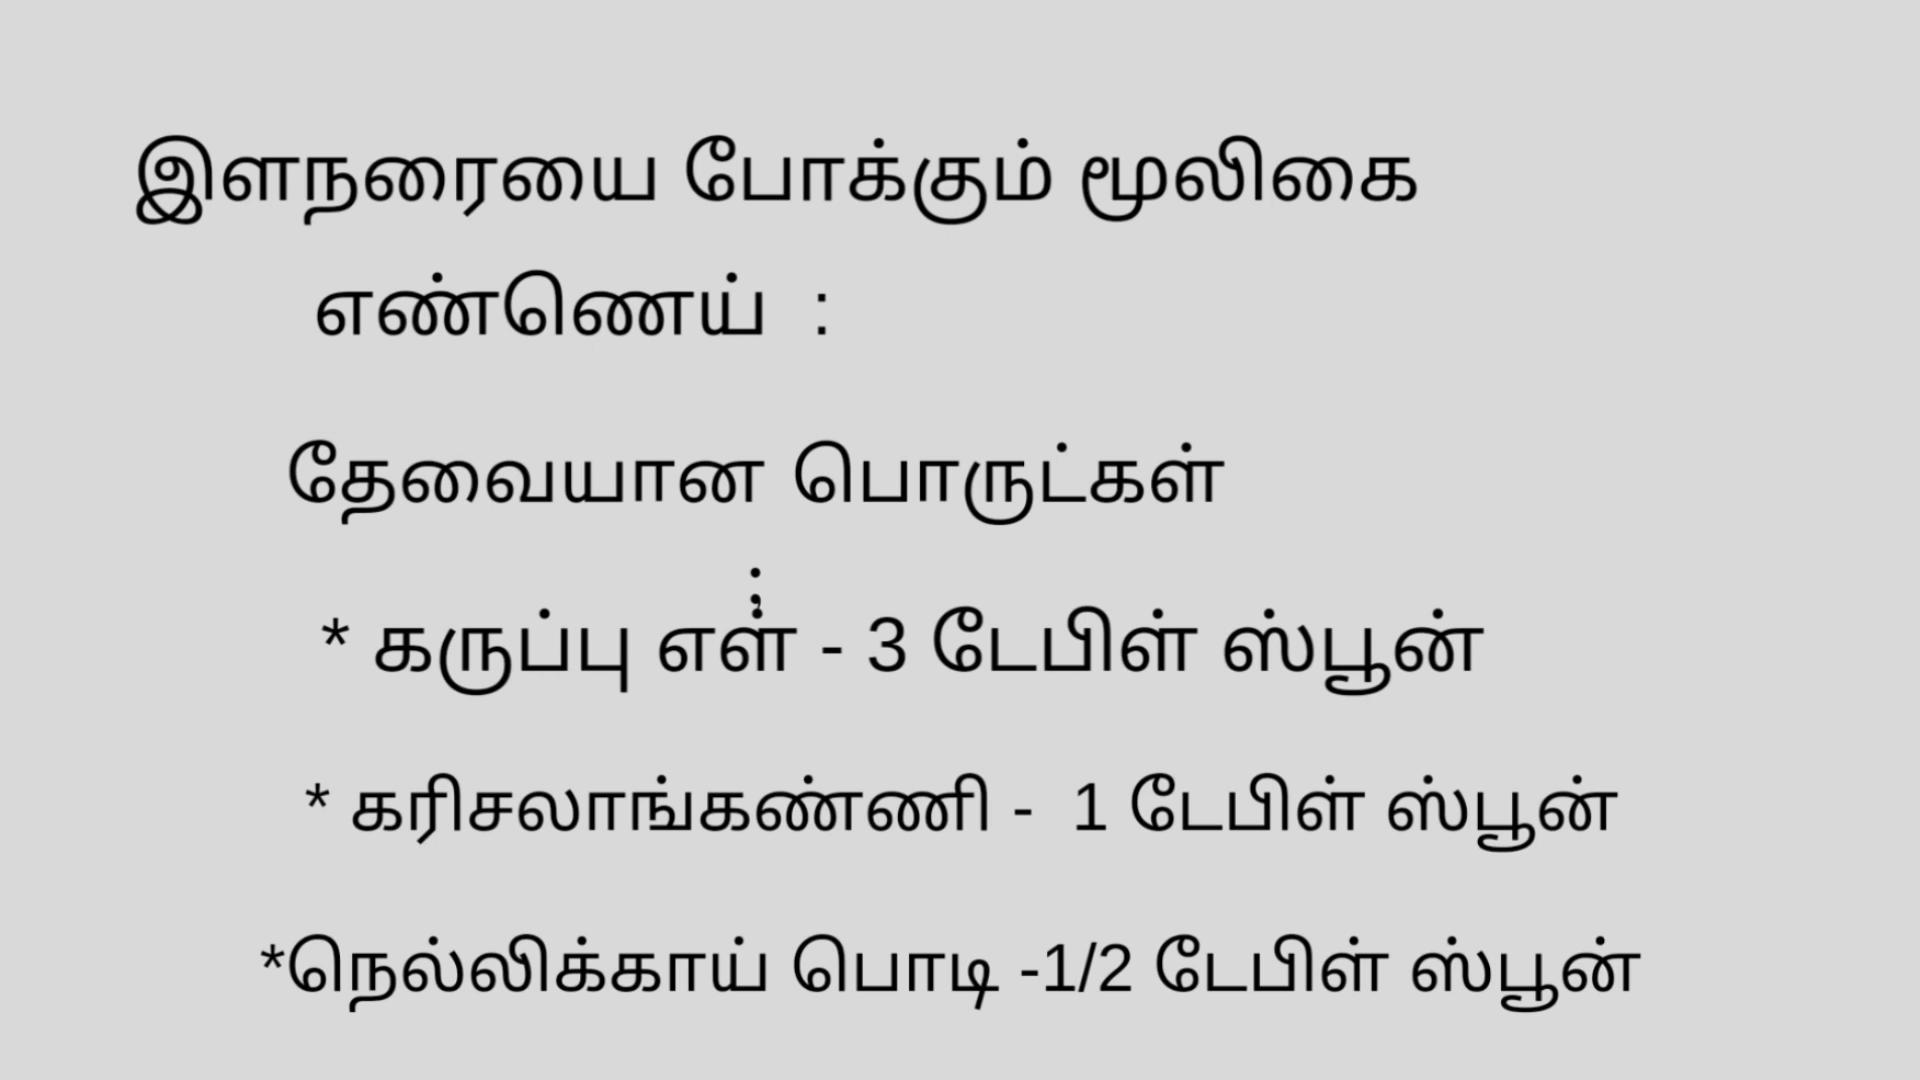 இளநரையை போக்கும் மூலிகை
எண்ணெய் :
தேவையான பொருட்கள்
;
* கருப்பு எள் - 3 டேபிள் ஸ்பூன்
* கரிசலாங்கண்ணி - 1 டேபிள் ஸ்பூன்
*நெல்லிக்காய் பொடி -1/2 டேபிள் ஸ்பூன்